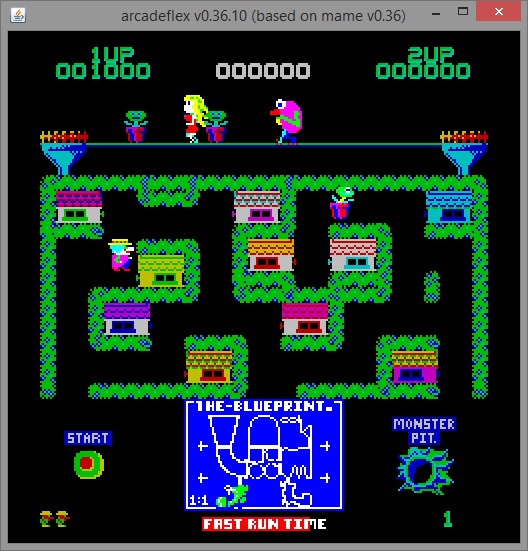 arcadeflex v0.36.10 (based on mame v0.36)
1UP 2UP
001000 000000 000000
THE-BLUEPRINT.
START
MONSTER
PIT.
1:1
FAST RUN TIME
1